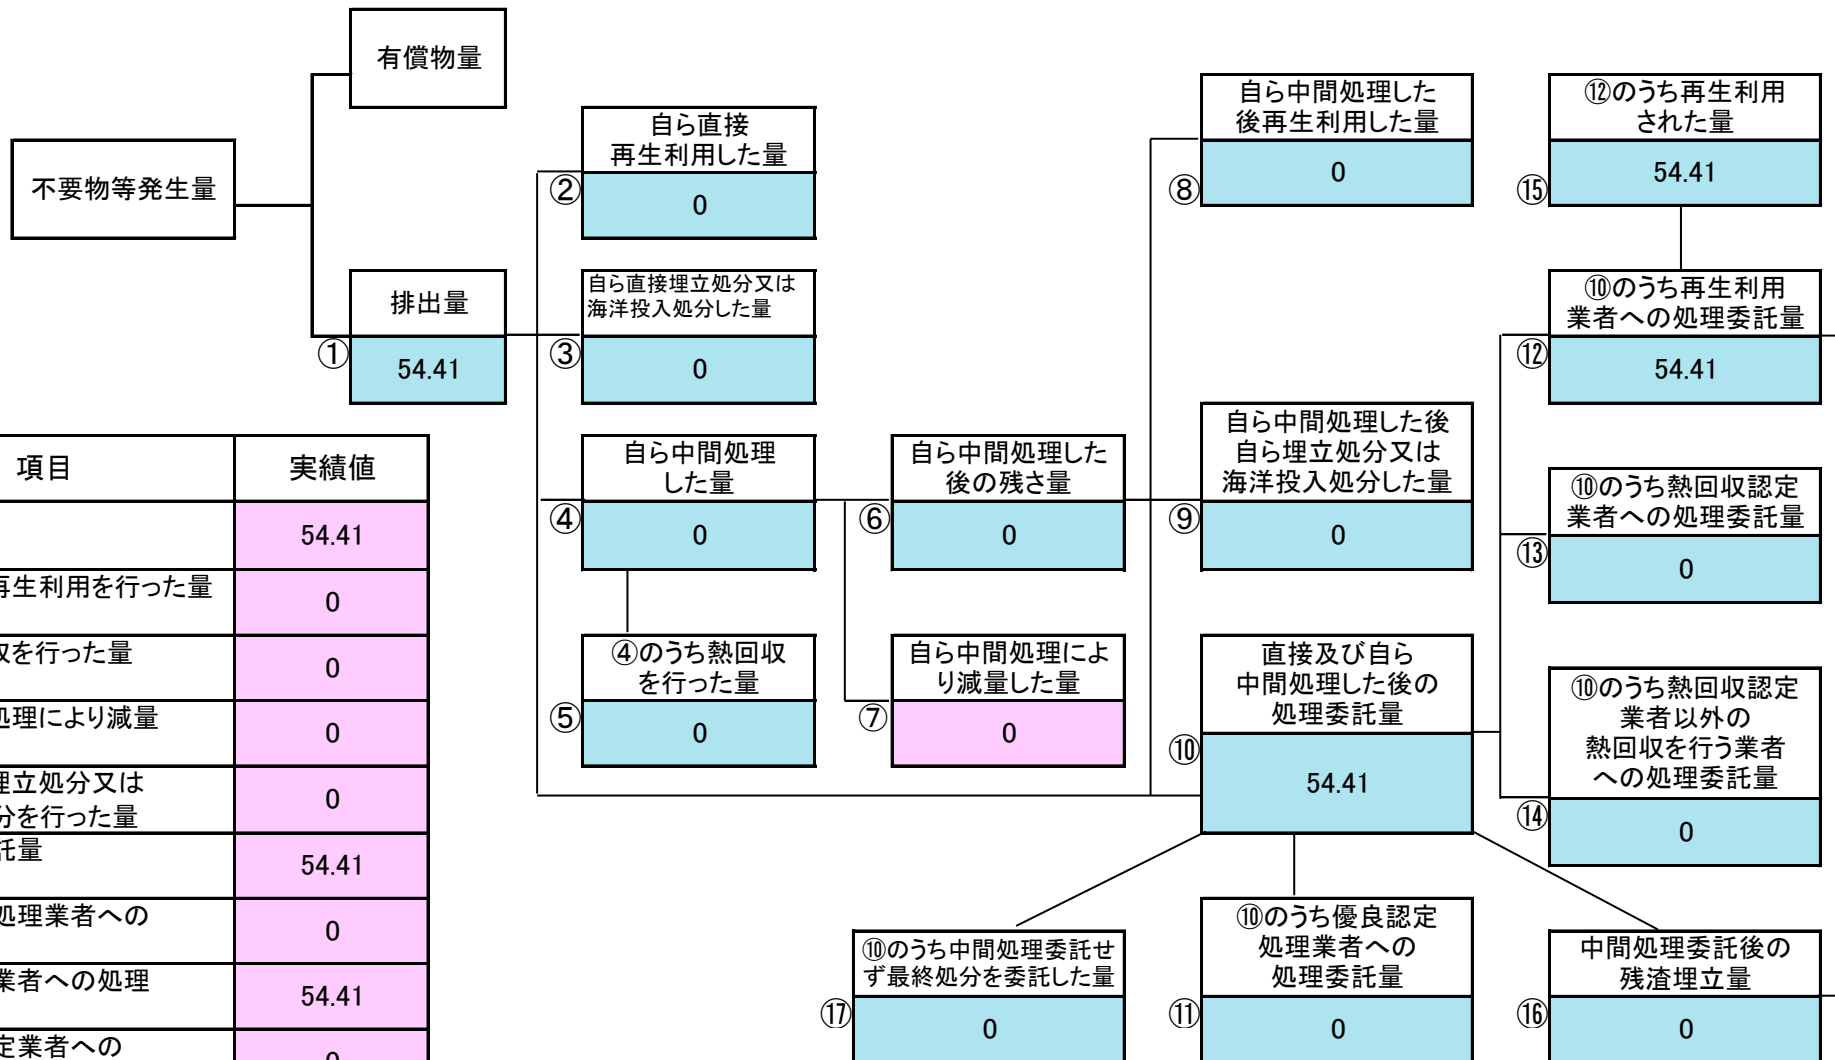 有償物量
不要物等発生量
排出量
①
54.41
自ら直接
再生利用した量
②
0
自ら直接埋立処分又は
海洋投入処分した量
③
0
自ら中間処理
した量
④
0
④のうち熱回収
を行った量
⑤
0
自ら中間処理した
後の残さ量
⑥
0
自ら中間処理によ
り減量した量
⑦
0
自ら中間処理した
後再生利用した量
⑧
0
自ら中間処理した後
自ら埋立処分又は
海洋投入処分した量
⑨
0
直接及び自ら
中間処理した後の
処理委託量
⑩
54.41
⑩のうち優良認定
処理業者への
処理委託量
⑪
0
⑫のうち再生利用
された量
⑮
54.41
⑩のうち再生利用
業者への処理委託量
⑫
54.41
⑩のうち熱回収認定
業者への処理委託量
⑬
0
⑩のうち熱回収認定
業者以外の
熱回収を行う業者
への処理委託量
⑭
0
中間処理委託後の
残渣埋立量
⑯
0
⑩のうち中間処理委託せ
ず最終処分を委託した量
⑰
0
項目 実績値
54.41
再生利用を行った量
0
収を行った量
0
処理により減量
0
埋立処分又は
分を行った量
0
託量
54.41
処理業者への
0
業者への処理
54.41
定業者への
0